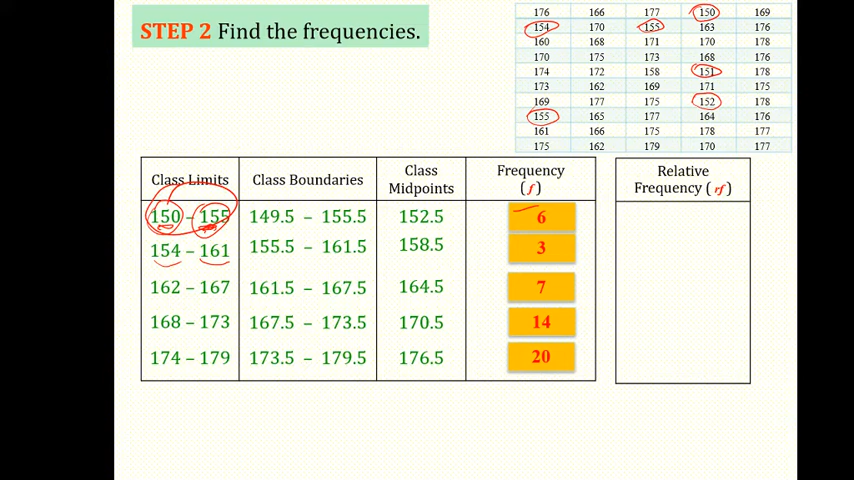 STEP 2 Find the frequencies.
176 166 177 150 169
154 170 155 163 176
160 168 171 170 178
170 175 173 168 176
174 172 158 151 178
173 162 169 171 175
169 177 175 152 178
155 165 177 164 176
161 166 175 178 177
175 162 179 170 177
Class Limits Class Boundaries Class Midpoints Frequency (f) Relative Frequency (rf)
150 – 155 149.5 – 155.5 152.5 6
154 – 161 155.5 – 161.5 158.5 3
162 – 167 161.5 – 167.5 164.5 7
168 – 173 167.5 – 173.5 170.5 14
174 – 179 173.5 – 179.5 176.5 20